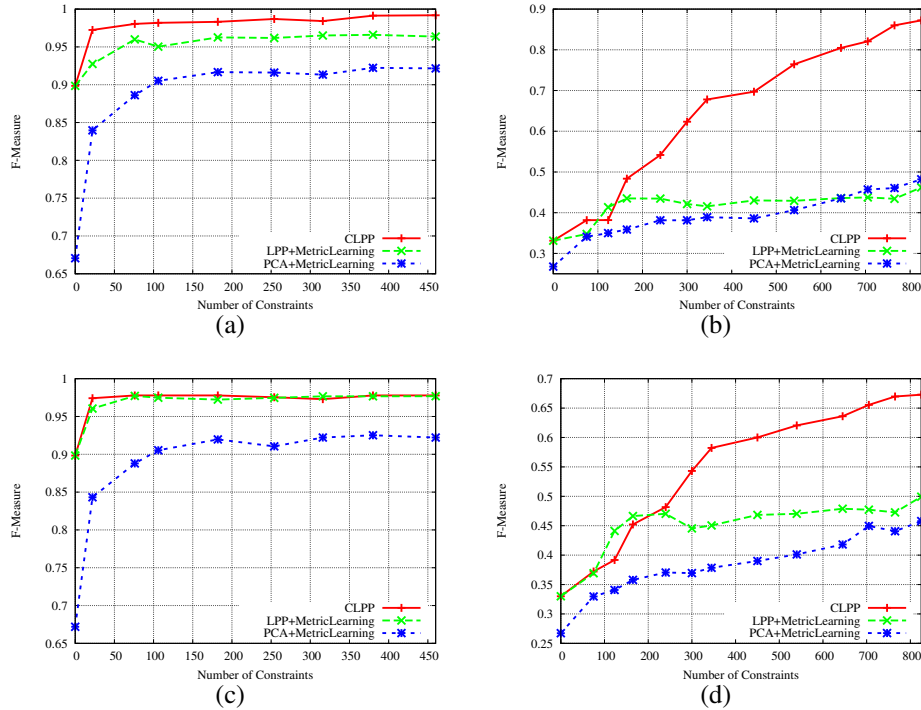 1
0.95
0.9
0.85
0.8
0.75
0.7
0.65
F-Measure
CLPP
LPP+MetricLearning
PCA+MetricLearning
0 50 100 150 200 250 300 350 400 450
Number of Constraints
(a)
0.9
0.8
0.7
0.6
0.5
0.4
0.3
F-Measure
CLPP
LPP+MetricLearning
PCA+MetricLearning
0 100 200 300 400 500 600 700 800
Number of Constraints
(b)
1
0.95
0.9
0.85
0.8
0.75
0.7
0.65
F-Measure
CLPP
LPP+MetricLearning
PCA+MetricLearning
0 50 100 150 200 250 300 350 400 450
Number of Constraints
(c)
0.7
0.65
0.6
0.55
0.5
0.45
0.4
0.35
0.3
0.25
F-Measure
CLPP
LPP+MetricLearning
PCA+MetricLearning
0 100 200 300 400 500 600 700 800
Number of Constraints
(d)